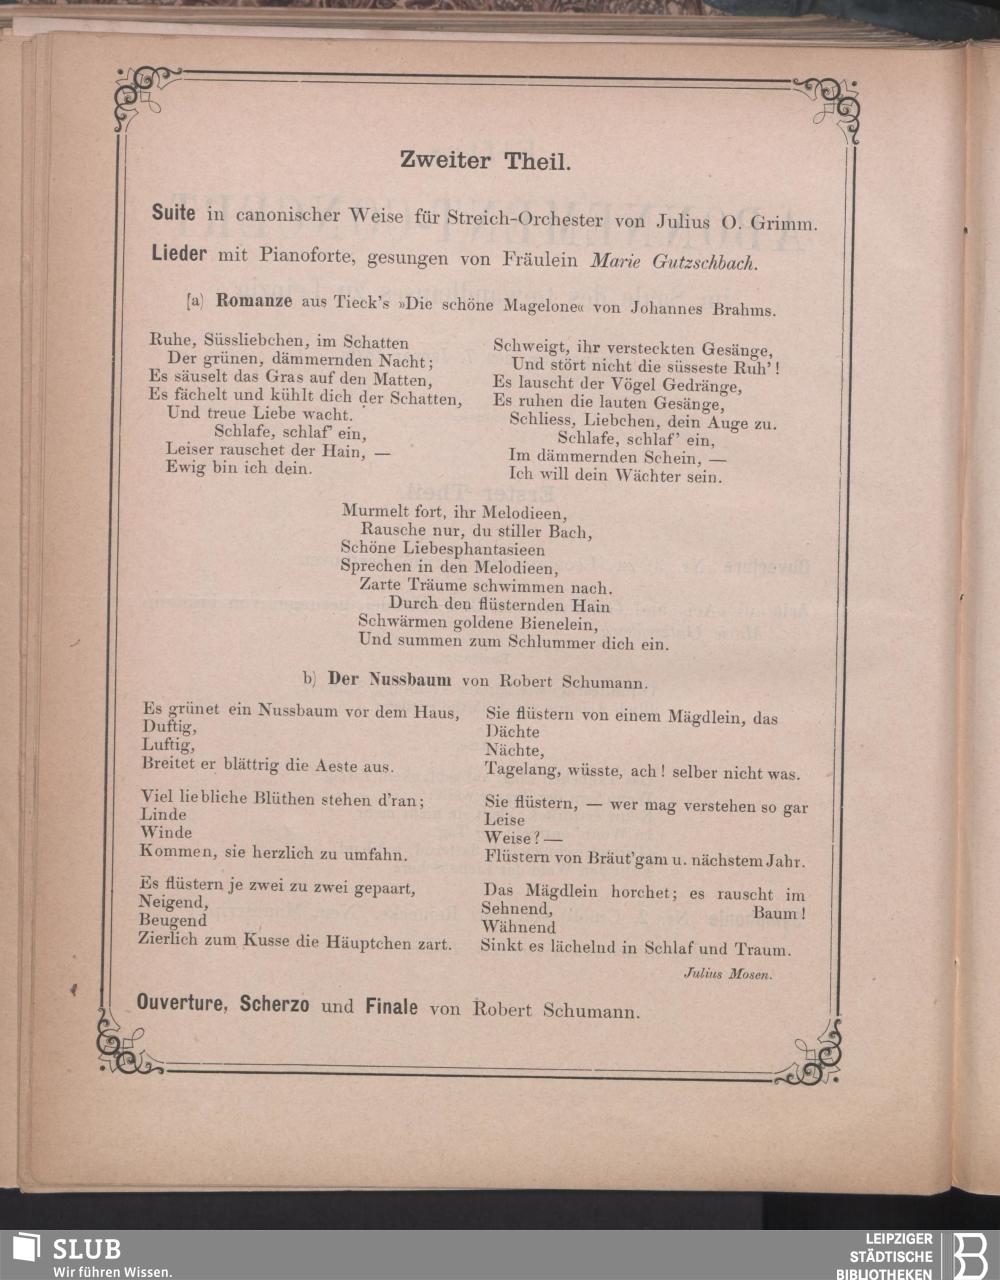 Zweiter Theil.
Suite in canonischer Weise für Streich-Orchester von Julius O. Grimm.
Lieder mit Pianoforte, gesungen von Fräulein Marie Gutzschbach.
[a) Romanze aus Tieck's »Die schöne Magelone« von Johannes Brahms.
Ruhe, Süssliebchen, im Schatten
Der grünen, dämmernden Nacht;
Es säuselt das Gras auf den Matten,
Es fächelt und kühlt dich der Schatten,
Und treue Liebe wacht.
Schlafe, schlaf' ein,
Leiser rauschet der Hain, —
Ewig bin ich dein.
Schweigt, ihr versteckten Gesänge,
Und stört nicht die süsseste Ruh'!
Es lauscht der Vögel Gedränge,
Es ruhen die lauten Gesänge,
Schliess, Liebchen, dein Auge zu.
Schlafe, schlaf' ein,
Im dämmernden Schein, —
Ich will dein Wächter sein.
Murmelt fort, ihr Melodieen,
Rausche nur, du stiller Bach,
Schöne Liebesphantasieen
Sprechen in den Melodieen,
Zarte Träume schwimmen nach.
Durch den flüsternden Hain
Schwärmen goldene Bienelein,
Und summen zum Schlummer dich ein.
b) Der Nussbaum von Robert Schumann.
Es grünet ein Nussbaum vor dem Haus,
Duftig,
Luftig,
Breitet er blättrig die Aeste aus.
Viel liebliche Blüthen stehen d'ran;
Linde
Winde
Kommen, sie herzlich zu umfahn.
Es flüstern je zwei zu zwei gepaart,
Neigend,
Beugend
Zierlich zum Kusse die Häuptchen zart.
Sie flüstern von einem Mägdlein, das
Dächte
Nächte,
Tagelang, wüsste, ach! selber nicht was.
Sie flüstern, — wer mag verstehen so gar
Leise
Weise? —
Flüstern von Bräut'gam u. nächstem Jahr.
Das Mägdlein horchet; es rauscht im
Sehnend, Baum!
Wähnend
Sinkt es lächelnd in Schlaf und Traum.
Julius Mosen.
Ouverture, Scherzo und Finale von Robert Schumann.
SLUB
Wir führen Wissen.
LEIPZIGER
STÄDTISCHE
BIBLIOTHEKEN